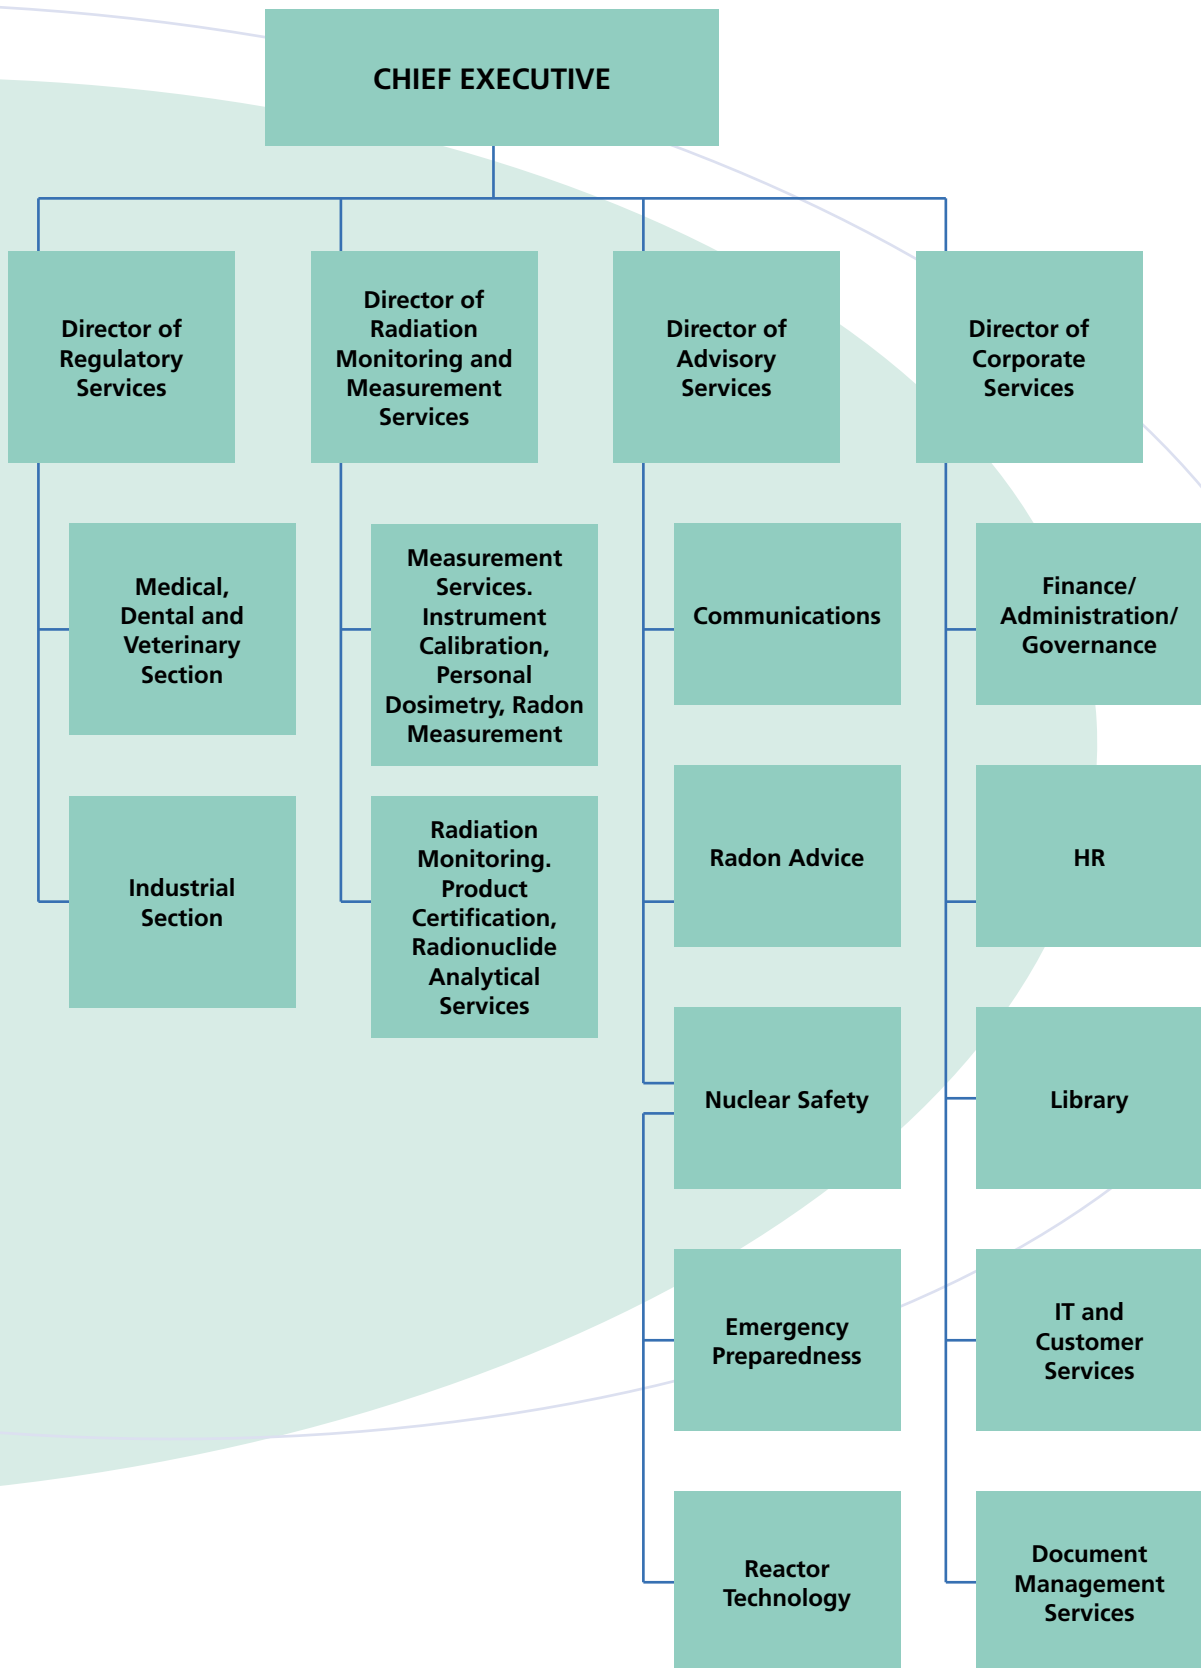 CHIEF EXECUTIVE
Director of
Regulatory
Services
Director of
Radiation
Monitoring and
Measurement
Services
Director of
Advisory
Services
Director of
Corporate
Services
Medical,
Dental and
Veterinary
Section
Industrial
Section
Measurement
Services.
Instrument
Calibration,
Personal
Dosimetry, Radon
Measurement
Radiation
Monitoring.
Product
Certification,
Radionuclide
Analytical
Services
Communications
Radon Advice
Nuclear Safety
Emergency
Preparedness
Reactor
Technology
Finance/
Administration/
Governance
HR
Library
IT and
Customer
Services
Document
Management
Services